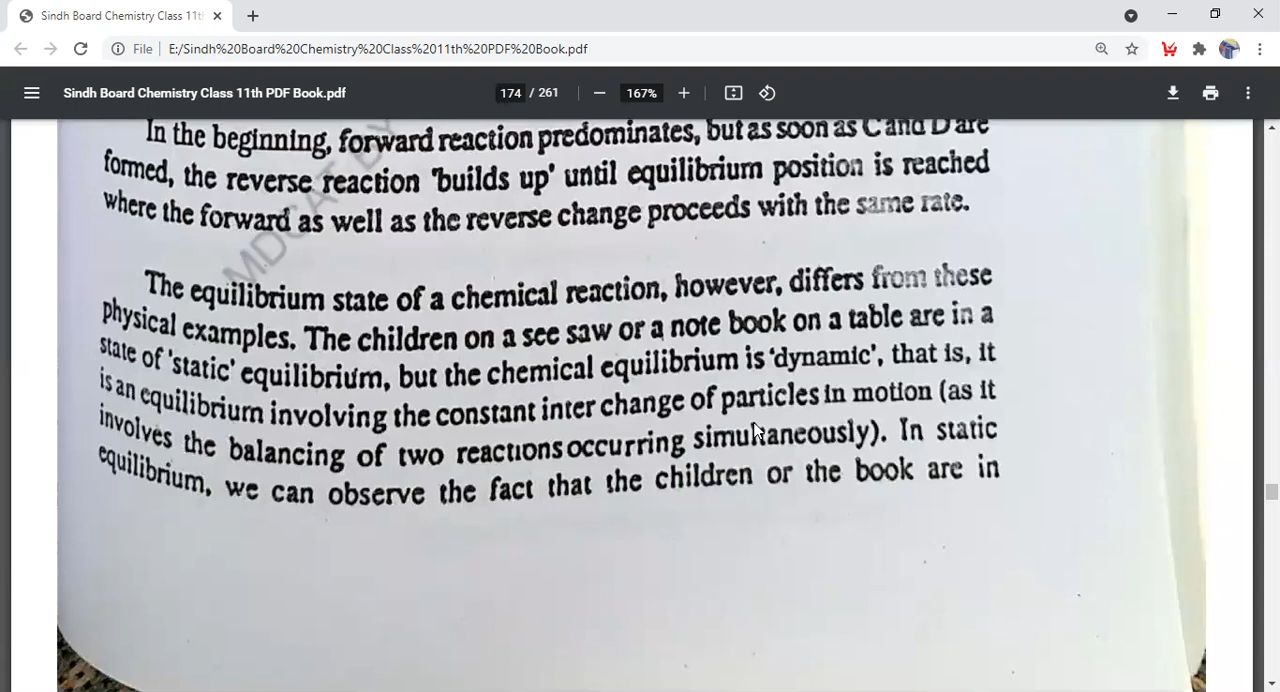 Sindh Board Chemistry Class 11th
File
E:/Sindh%20Board%20Chemistry%20Class%2011th%20PDF%20Book.pdf
Sindh Board Chemistry Class 11th PDF Book.pdf
174 / 261
167%
In the beginning, forward reaction predominates, but as soon as C and D are
formed, the reverse reaction 'builds up' until equilibrium position is reached
where the forward as well as the reverse change proceeds with the same rate.
MDCAT BY
The equilibrium state of a chemical reaction, however, differs from these
physical examples. The children on a see saw or a note book on a table are in a
state of 'static' equilibrium, but the chemical equilibrium is 'dynamic', that is, it
is an equilibrium involving the constant inter change of particles in motion (as it
involves the balancing of two reactions occurring simultaneously). In static
equilibrium, we can observe the fact that the children or the book are in